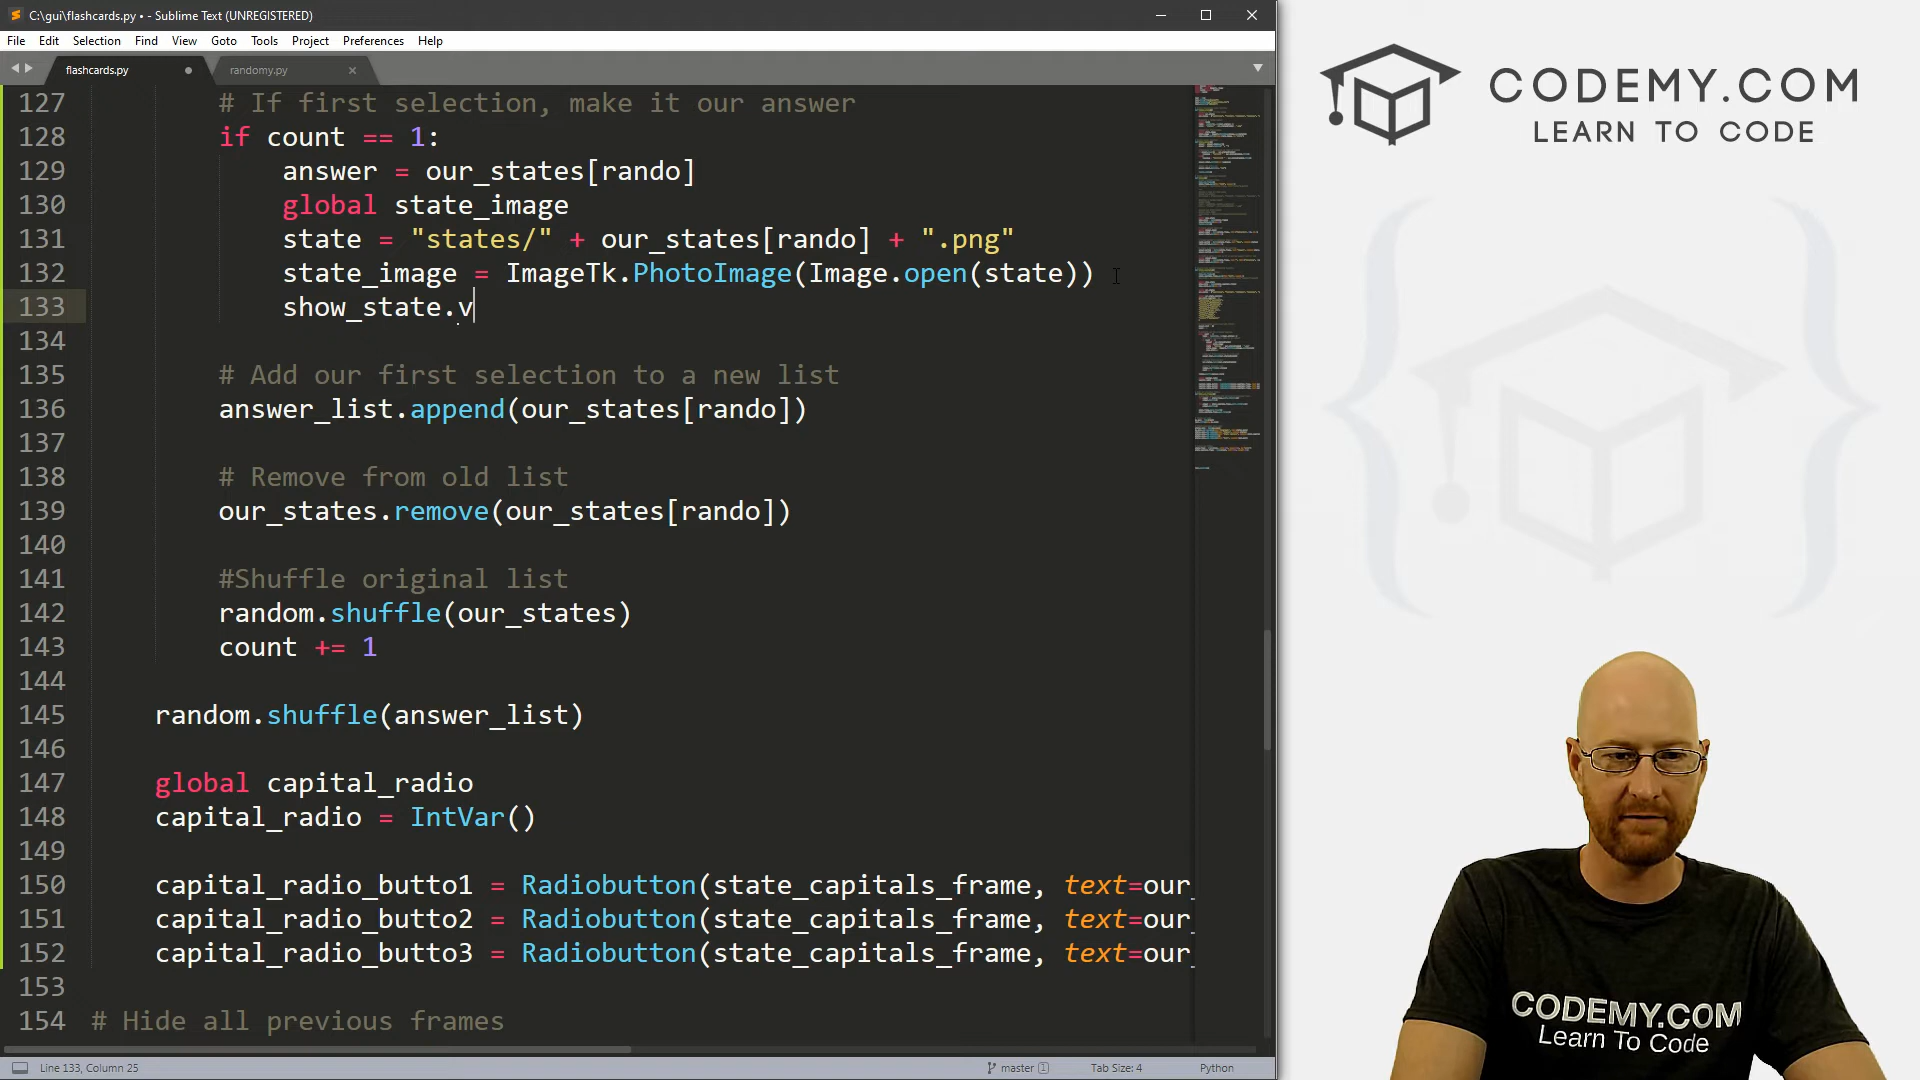 C:\gui\flashcards.py • - Sublime Text (UNREGISTERED)
File Edit Selection Find View Goto Tools Project Preferences Help
flashcards.py
randomy.py
127 # If first selection, make it our answer
128 if count == 1:
129 answer = our_states[rando]
130 global state_image
131 state = "states/" + our_states[rando] + ".png"
132 state_image = ImageTk.PhotoImage(Image.open(state))
133 show_state.v
134
135 # Add our first selection to a new list
136 answer_list.append(our_states[rando])
137
138 # Remove from old list
139 our_states.remove(our_states[rando])
140
141 #Shuffle original list
142 random.shuffle(our_states)
143 count += 1
144
145 random.shuffle(answer_list)
146
147 global capital_radio
148 capital_radio = IntVar()
149
150 capital_radio_butto1 = Radiobutton(state_capitals_frame, text=our_
151 capital_radio_butto2 = Radiobutton(state_capitals_frame, text=our_
152 capital_radio_butto3 = Radiobutton(state_capitals_frame, text=our_
153
154 # Hide all previous frames
Line 133, Column 25
master 1
Tab Size: 4
Python
CODEMY.COM
LEARN TO CODE
CODEMY.COM
Learn To Code